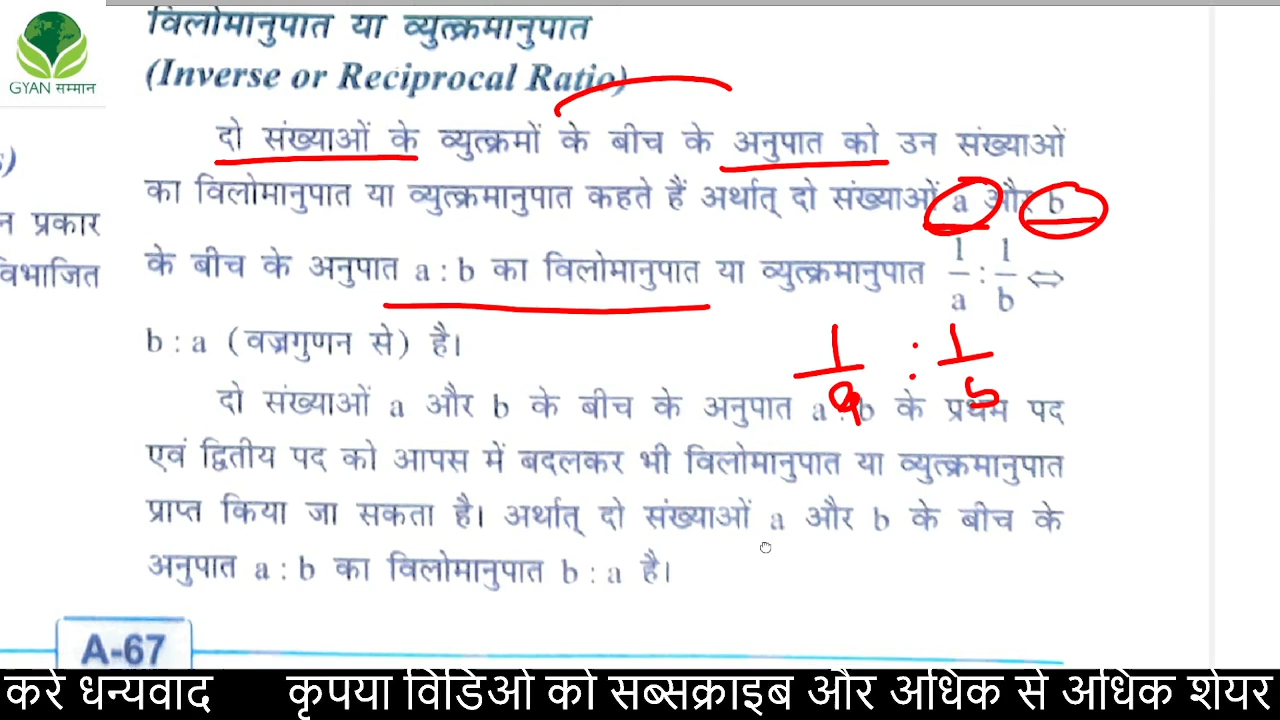 विलोमानुपात या व्युत्क्रमानुपात
(Inverse or Reciprocal Ratio)
GYAN सम्मान
दो संख्याओं के व्युत्क्रमों के बीच के अनुपात को उन संख्याओं
का विलोमानुपात या व्युत्क्रमानुपात कहते हैं अर्थात् दो संख्याओं a और b
के बीच के अनुपात a : b का विलोमानुपात या व्युत्क्रमानुपात 1/a : 1/b ⇔
b : a (वज्रगुणन से) है।
1/a : 1/b
दो संख्याओं a और b के बीच के अनुपात a : b के प्रथम पद
एवं द्वितीय पद को आपस में बदलकर भी विलोमानुपात या व्युत्क्रमानुपात
प्राप्त किया जा सकता है। अर्थात् दो संख्याओं a और b के बीच के
अनुपात a : b का विलोमानुपात b : a है।
s)
न प्रकार
विभाजित
A-67
करे धन्यवाद कृपया विडिओ को सब्सक्राइब और अधिक से अधिक शेयर